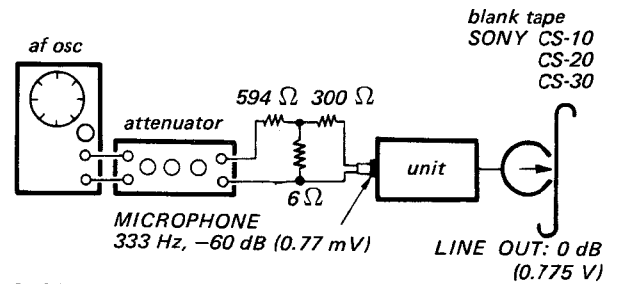 blank tape
SONY CS-10
CS-20
CS-30
af osc
attenuator
594 Ω
300 Ω
6 Ω
unit
MICROPHONE
333 Hz, −60 dB (0.77 mV)
LINE OUT: 0 dB
(0.775 V)